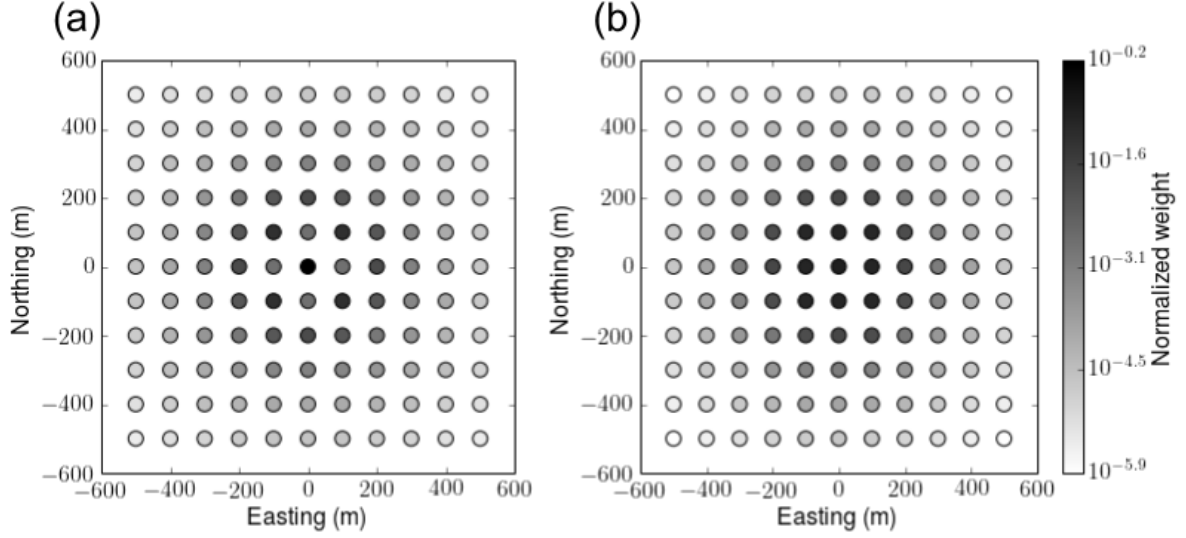 (a)
(b)
600
400
200
0
−200
−400
−600
−600 −400 −200 0 200 400 600
Northing (m)
Easting (m)
600
400
200
0
−200
−400
−600
−600 −400 −200 0 200 400 600
Northing (m)
Easting (m)
10^−0.2
10^−1.6
10^−3.1
10^−4.5
10^−5.9
Normalized weight